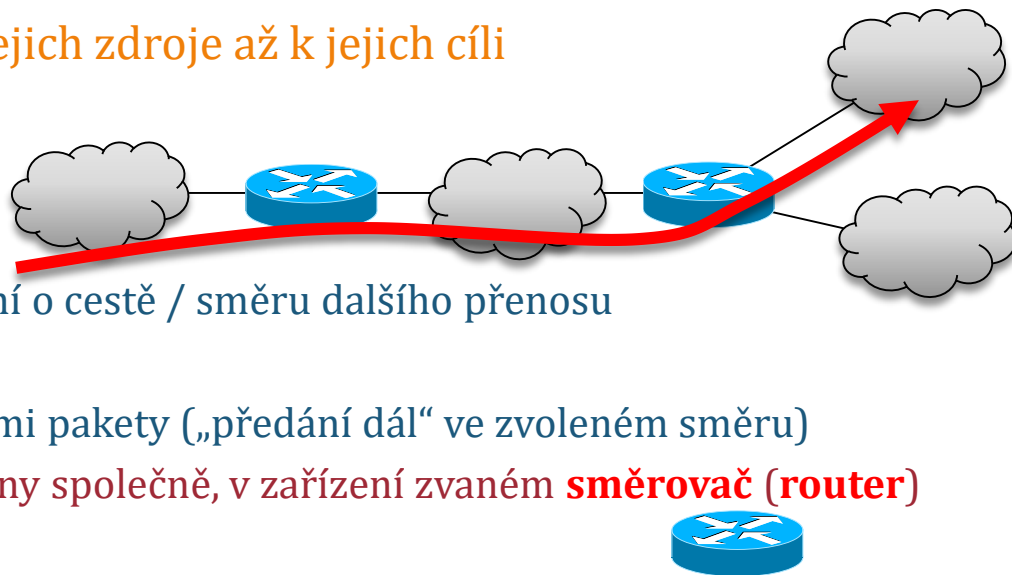 ejich zdroje až k jejich cíli
ní o cestě / směru dalšího přenosu
mi pakety („předání dál“ ve zvoleném směru)
ny společně, v zařízení zvaném směrovač (router)